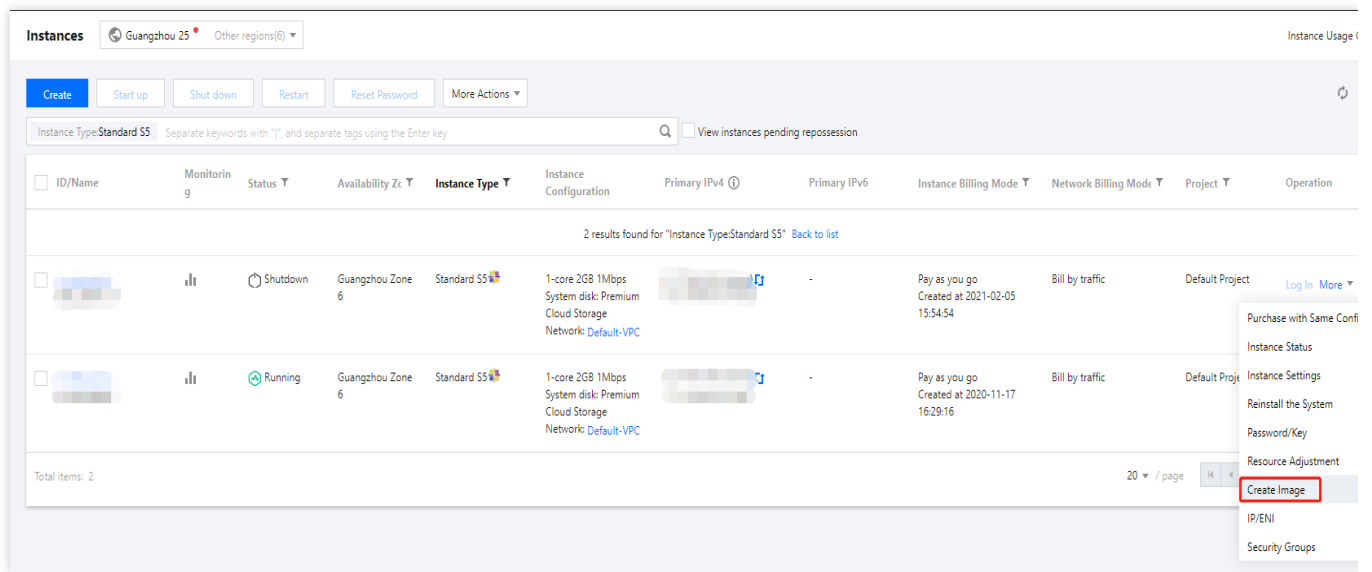 Instances Guangzhou 25 Other regions(6) Instance Usage
Create Start up Shut down Restart Reset Password More Actions
Instance Type:Standard S5 Separate keywords with "|", and separate tags using the Enter key View instances pending repossession
ID/Name Monitorin g Status Availability Zc Instance Type Instance Configuration Primary IPv4 Primary IPv6 Instance Billing Mode Network Billing Mode Project Operation
2 results found for "Instance Type:Standard S5" Back to list
Shutdown Guangzhou Zone 6 Standard S5 1-core 2GB 1Mbps - Pay as you go Bill by traffic Default Project Log In More
System disk: Premium Created at 2021-02-05
Cloud Storage 15:54:54
Network: Default-VPC
Running Guangzhou Zone 6 Standard S5 1-core 2GB 1Mbps - Pay as you go Bill by traffic Default Proje
System disk: Premium Created at 2020-11-17
Cloud Storage 16:29:16
Network: Default-VPC
Total items: 2 20 / page
Purchase with Same Confi
Instance Status
Instance Settings
Reinstall the System
Password/Key
Resource Adjustment
Create Image
IP/ENI
Security Groups